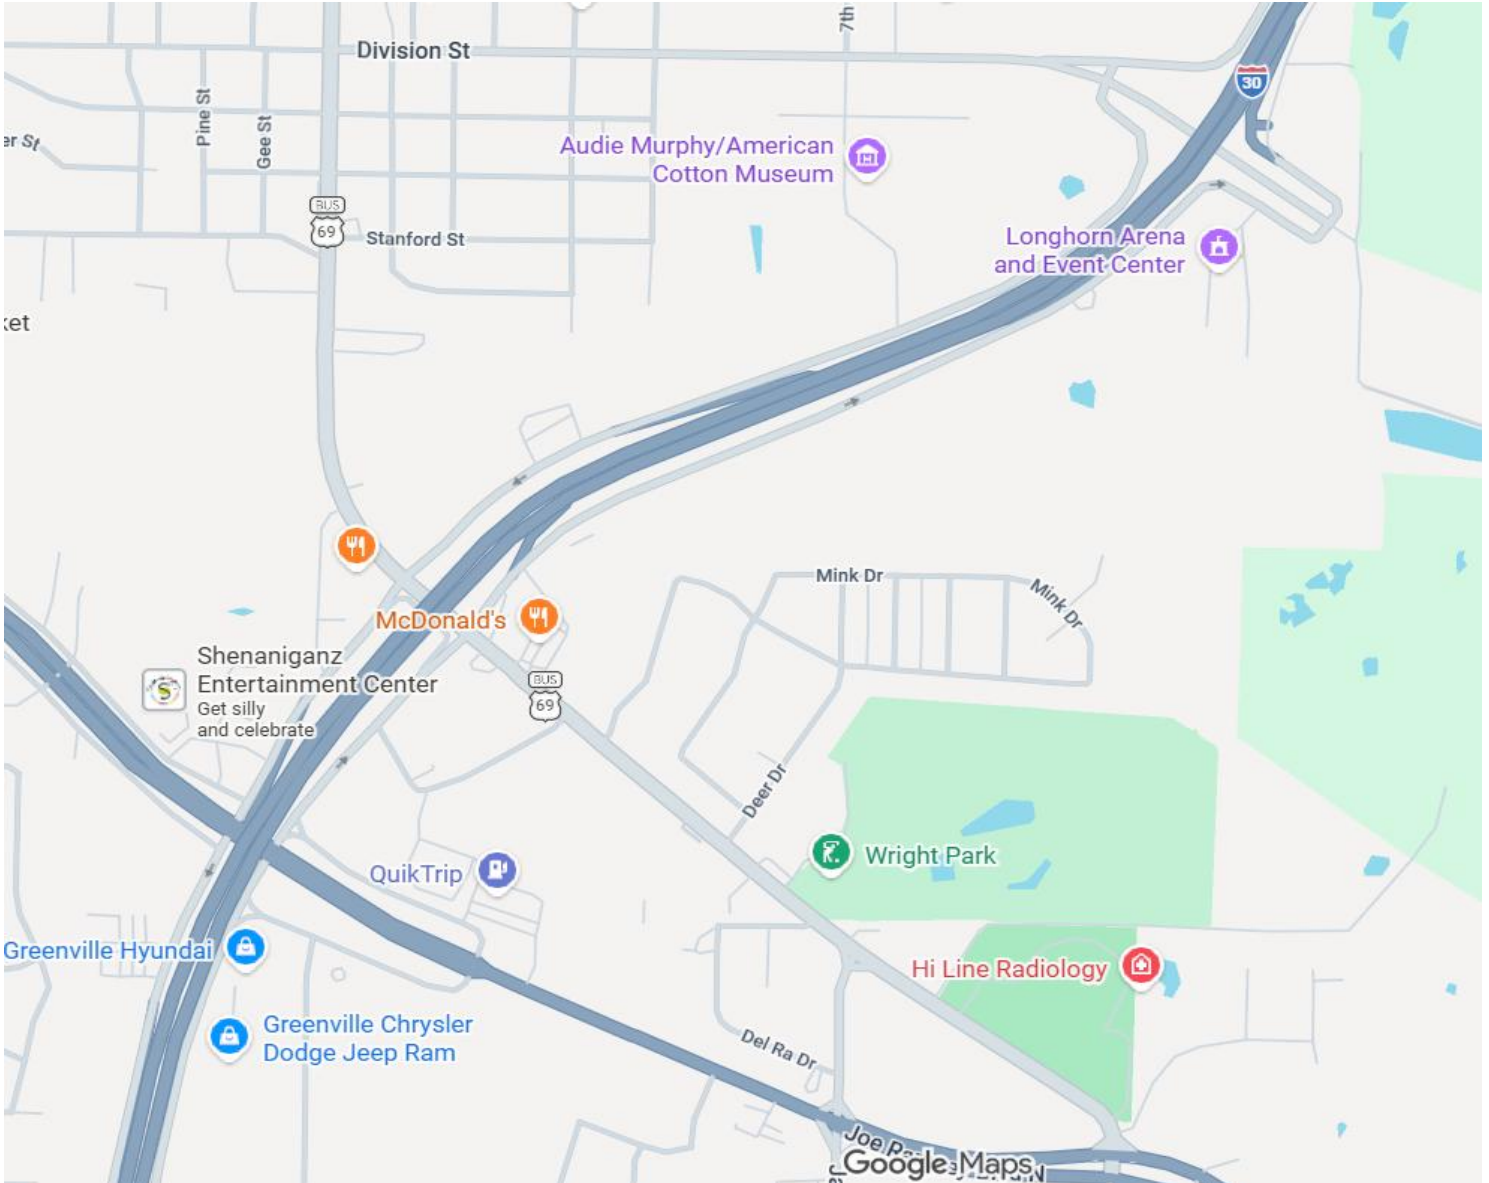 Division St
7th
30
Pine St
Gee St
er St
Audie Murphy/American
Cotton Museum
BUS
69
Stanford St
Longhorn Arena
and Event Center
ket
Mink Dr
Mink Dr
McDonald's
Shenaniganz
Entertainment Center
Get silly
and celebrate
BUS
69
Deer Dr
QuikTrip
Wright Park
Greenville Hyundai
Hi Line Radiology
Greenville Chrysler
Dodge Jeep Ram
Del Ra Dr
Joe
Google Maps